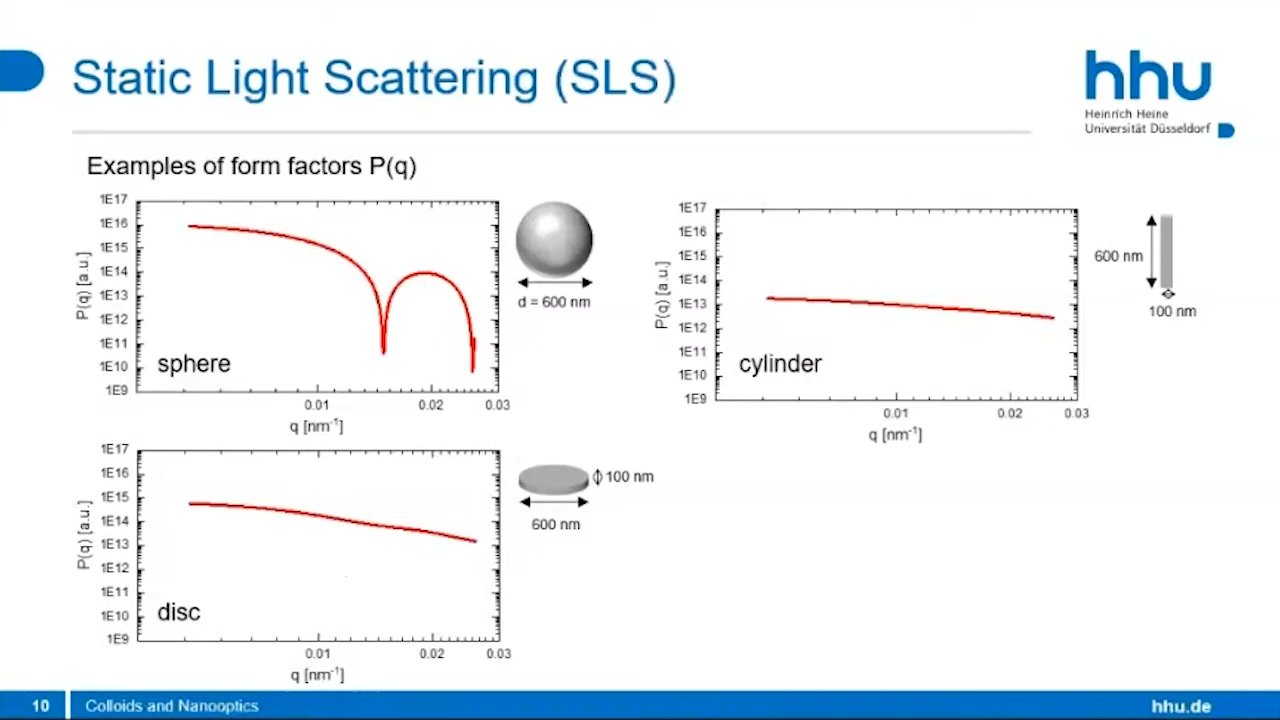 Static Light Scattering (SLS)
hhu
Heinrich Heine
Universität Düsseldorf
Examples of form factors P(q)
1E17
1E16
1E15
1E14
1E13
1E12
1E11
1E10
1E9
P(q) [a.u.]
sphere
0.01
0.02
0.03
q [nm⁻¹]
d = 600 nm
1E17
1E16
1E15
1E14
1E13
1E12
1E11
1E10
1E9
P(q) [a.u.]
cylinder
0.01
0.02
0.03
q [nm⁻¹]
600 nm
100 nm
1E17
1E16
1E15
1E14
1E13
1E12
1E11
1E10
1E9
P(q) [a.u.]
disc
0.01
0.02
0.03
q [nm⁻¹]
100 nm
600 nm
10
Colloids and Nanooptics
hhu.de